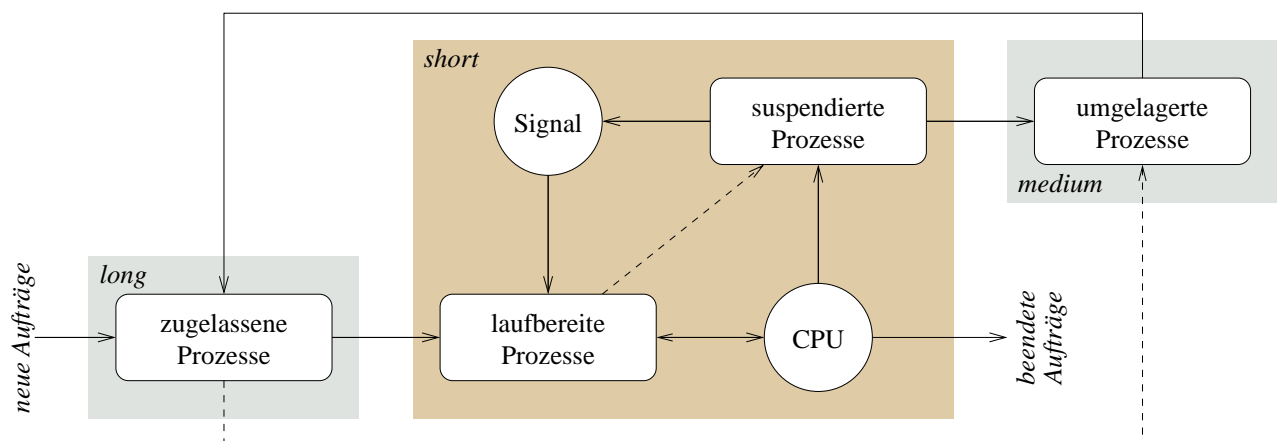 short
Signal
suspendierte
Prozesse
umgelagerte
Prozesse
medium
neue Aufträge
long
zugelassene
Prozesse
laufbereite
Prozesse
CPU
beendete
Aufträge